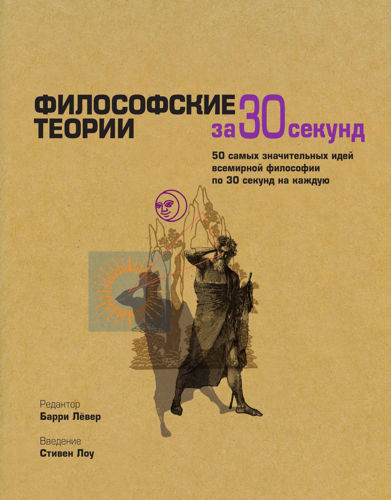 ФИЛОСОФСКИЕ
ТЕОРИИ за 30 секунд
50 самых значительных идей
всемирной философии
по 30 секунд на каждую
Редактор
Барри Лёвер
Введение
Стивен Лоу